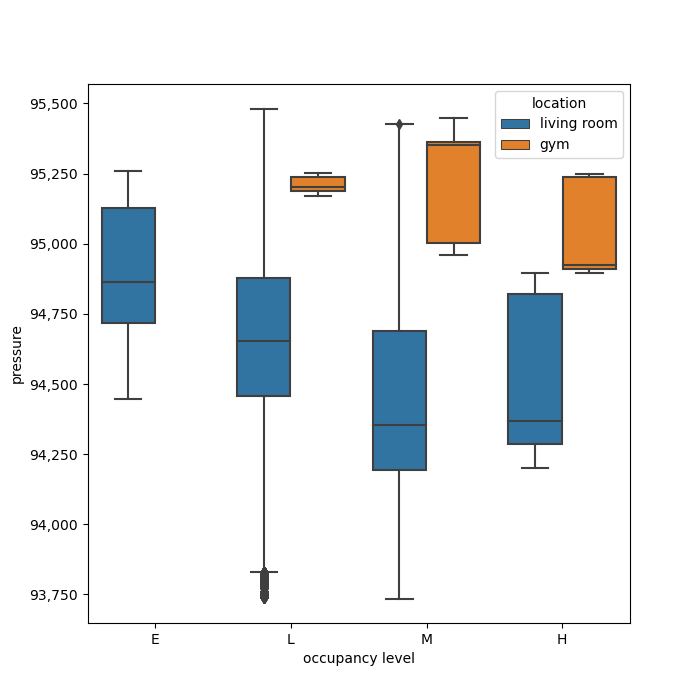 location
living room
gym
95,500
95,250
95,000
94,750
94,500
94,250
94,000
93,750
pressure
E L M H
occupancy level